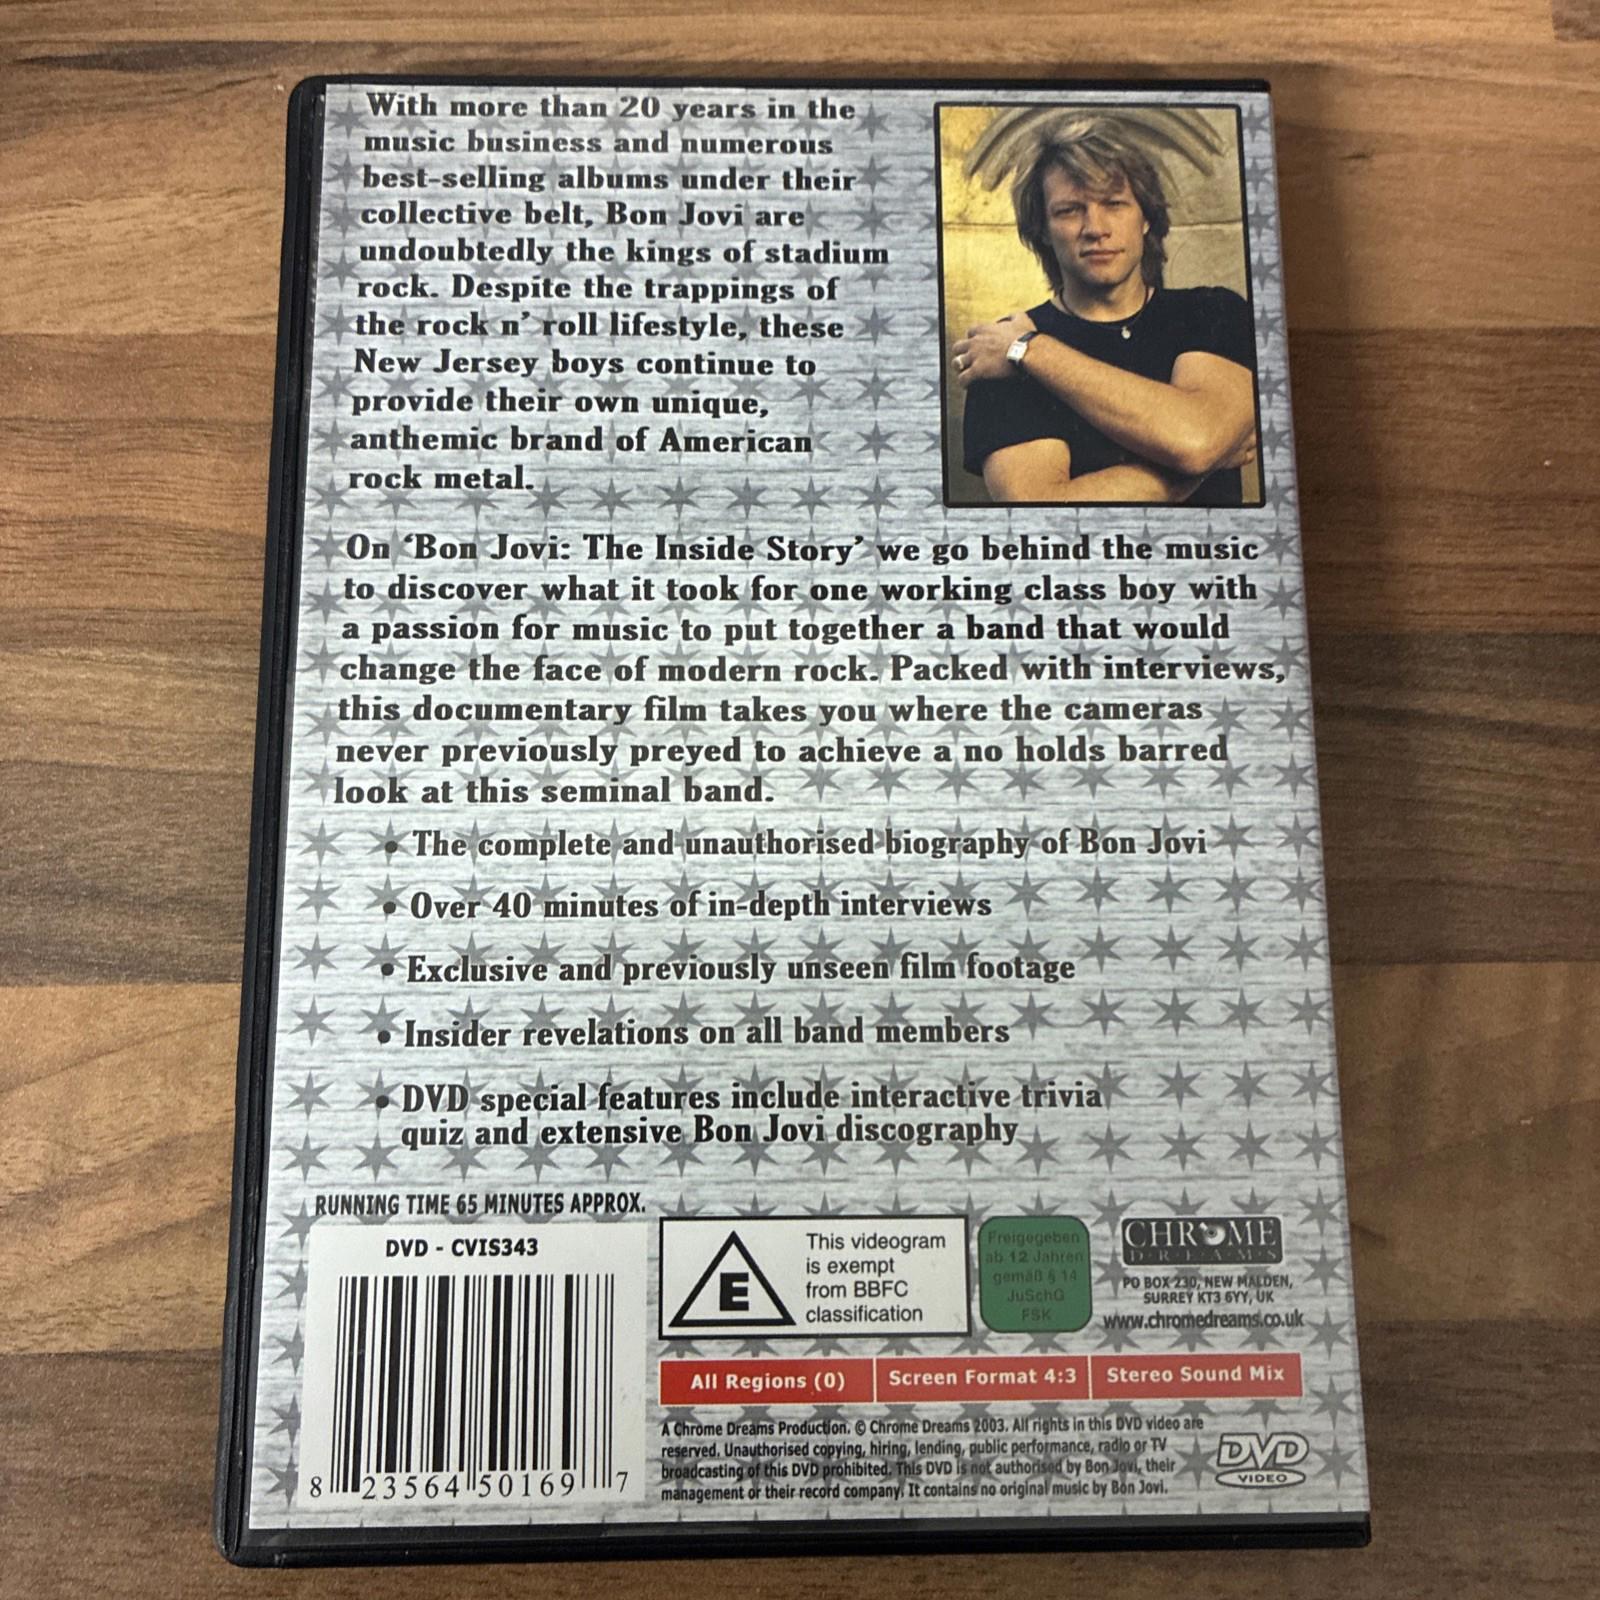 With more than 20 years in the
music business and numerous
best-selling albums under their
collective belt, Bon Jovi are
undoubtedly the kings of stadium
rock. Despite the trappings of
the rock n' roll lifestyle, these
New Jersey boys continue to
provide their own unique,
anthemic brand of American
rock metal.
On 'Bon Jovi: The Inside Story' we go behind the music
to discover what it took for one working class boy with
a passion for music to put together a band that would
change the face of modern rock. Packed with interviews,
this documentary film takes you where the cameras
never previously preyed to achieve a no holds barred
look at this seminal band.
• The complete and unauthorised biography of Bon Jovi
• Over 40 minutes of in-depth interviews
• Exclusive and previously unseen film footage
• Insider revelations on all band members
• DVD special features include interactive trivia
quiz and extensive Bon Jovi discography
RUNNING TIME 65 MINUTES APPROX.
DVD - CVIS343
8 23564 50169 7
E
This videogram
is exempt
from BBFC
classification
Freigegeben
ab 12 Jahren
gemäß § 14
JuSchG
FSK
CHROME
DREAMS
PO BOX 230, NEW MALDEN,
SURREY KT3 6YY, UK
www.chromedreams.co.uk
All Regions (0)
Screen Format 4:3
Stereo Sound Mix
A Chrome Dreams Production. © Chrome Dreams 2003. All rights in this DVD video are
reserved. Unauthorised copying, hiring, lending, public performance, radio or TV
broadcasting of this DVD prohibited. This DVD is not authorised by Bon Jovi, their
management or their record company. It contains no original music by Bon Jovi.
DVD
VIDEO